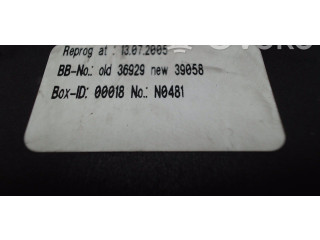 Reprog at : 13.07.2005
BB-No.: old 36929 new 39058
Box-ID: 00018 No.: N0481